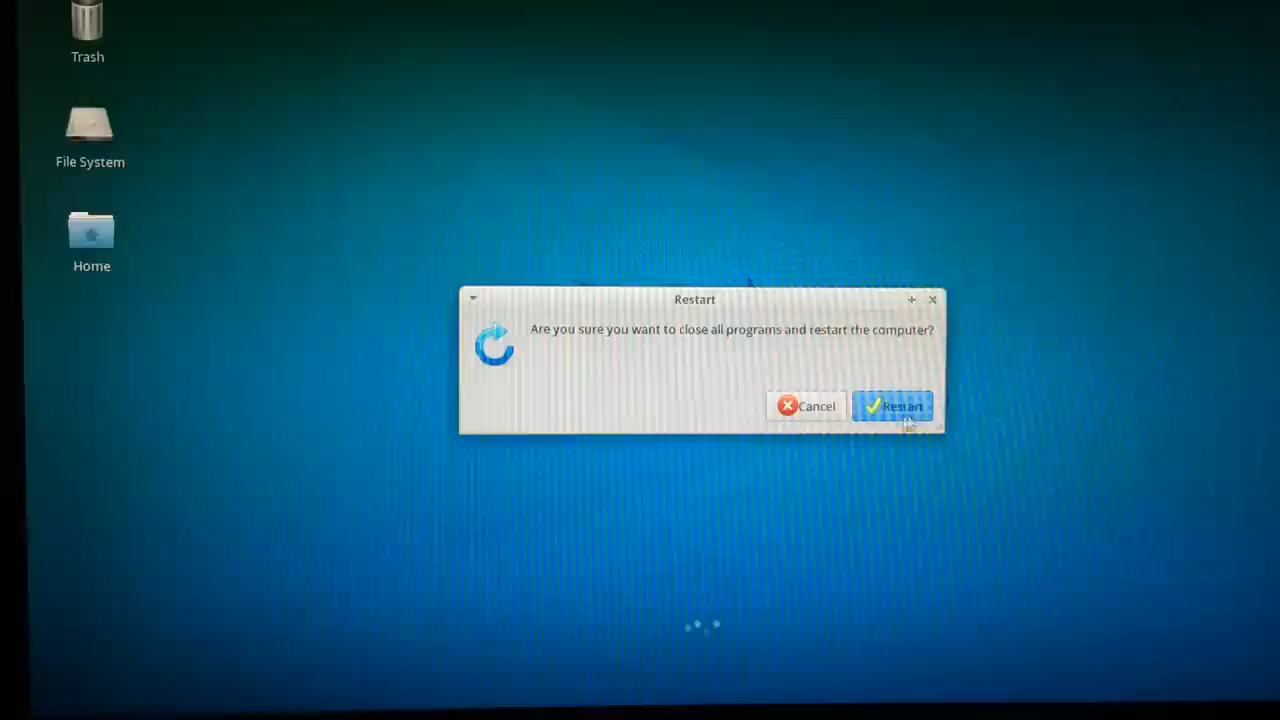 Trash
File System
Home
Restart
Are you sure you want to close all programs and restart the computer?
Cancel
Restart